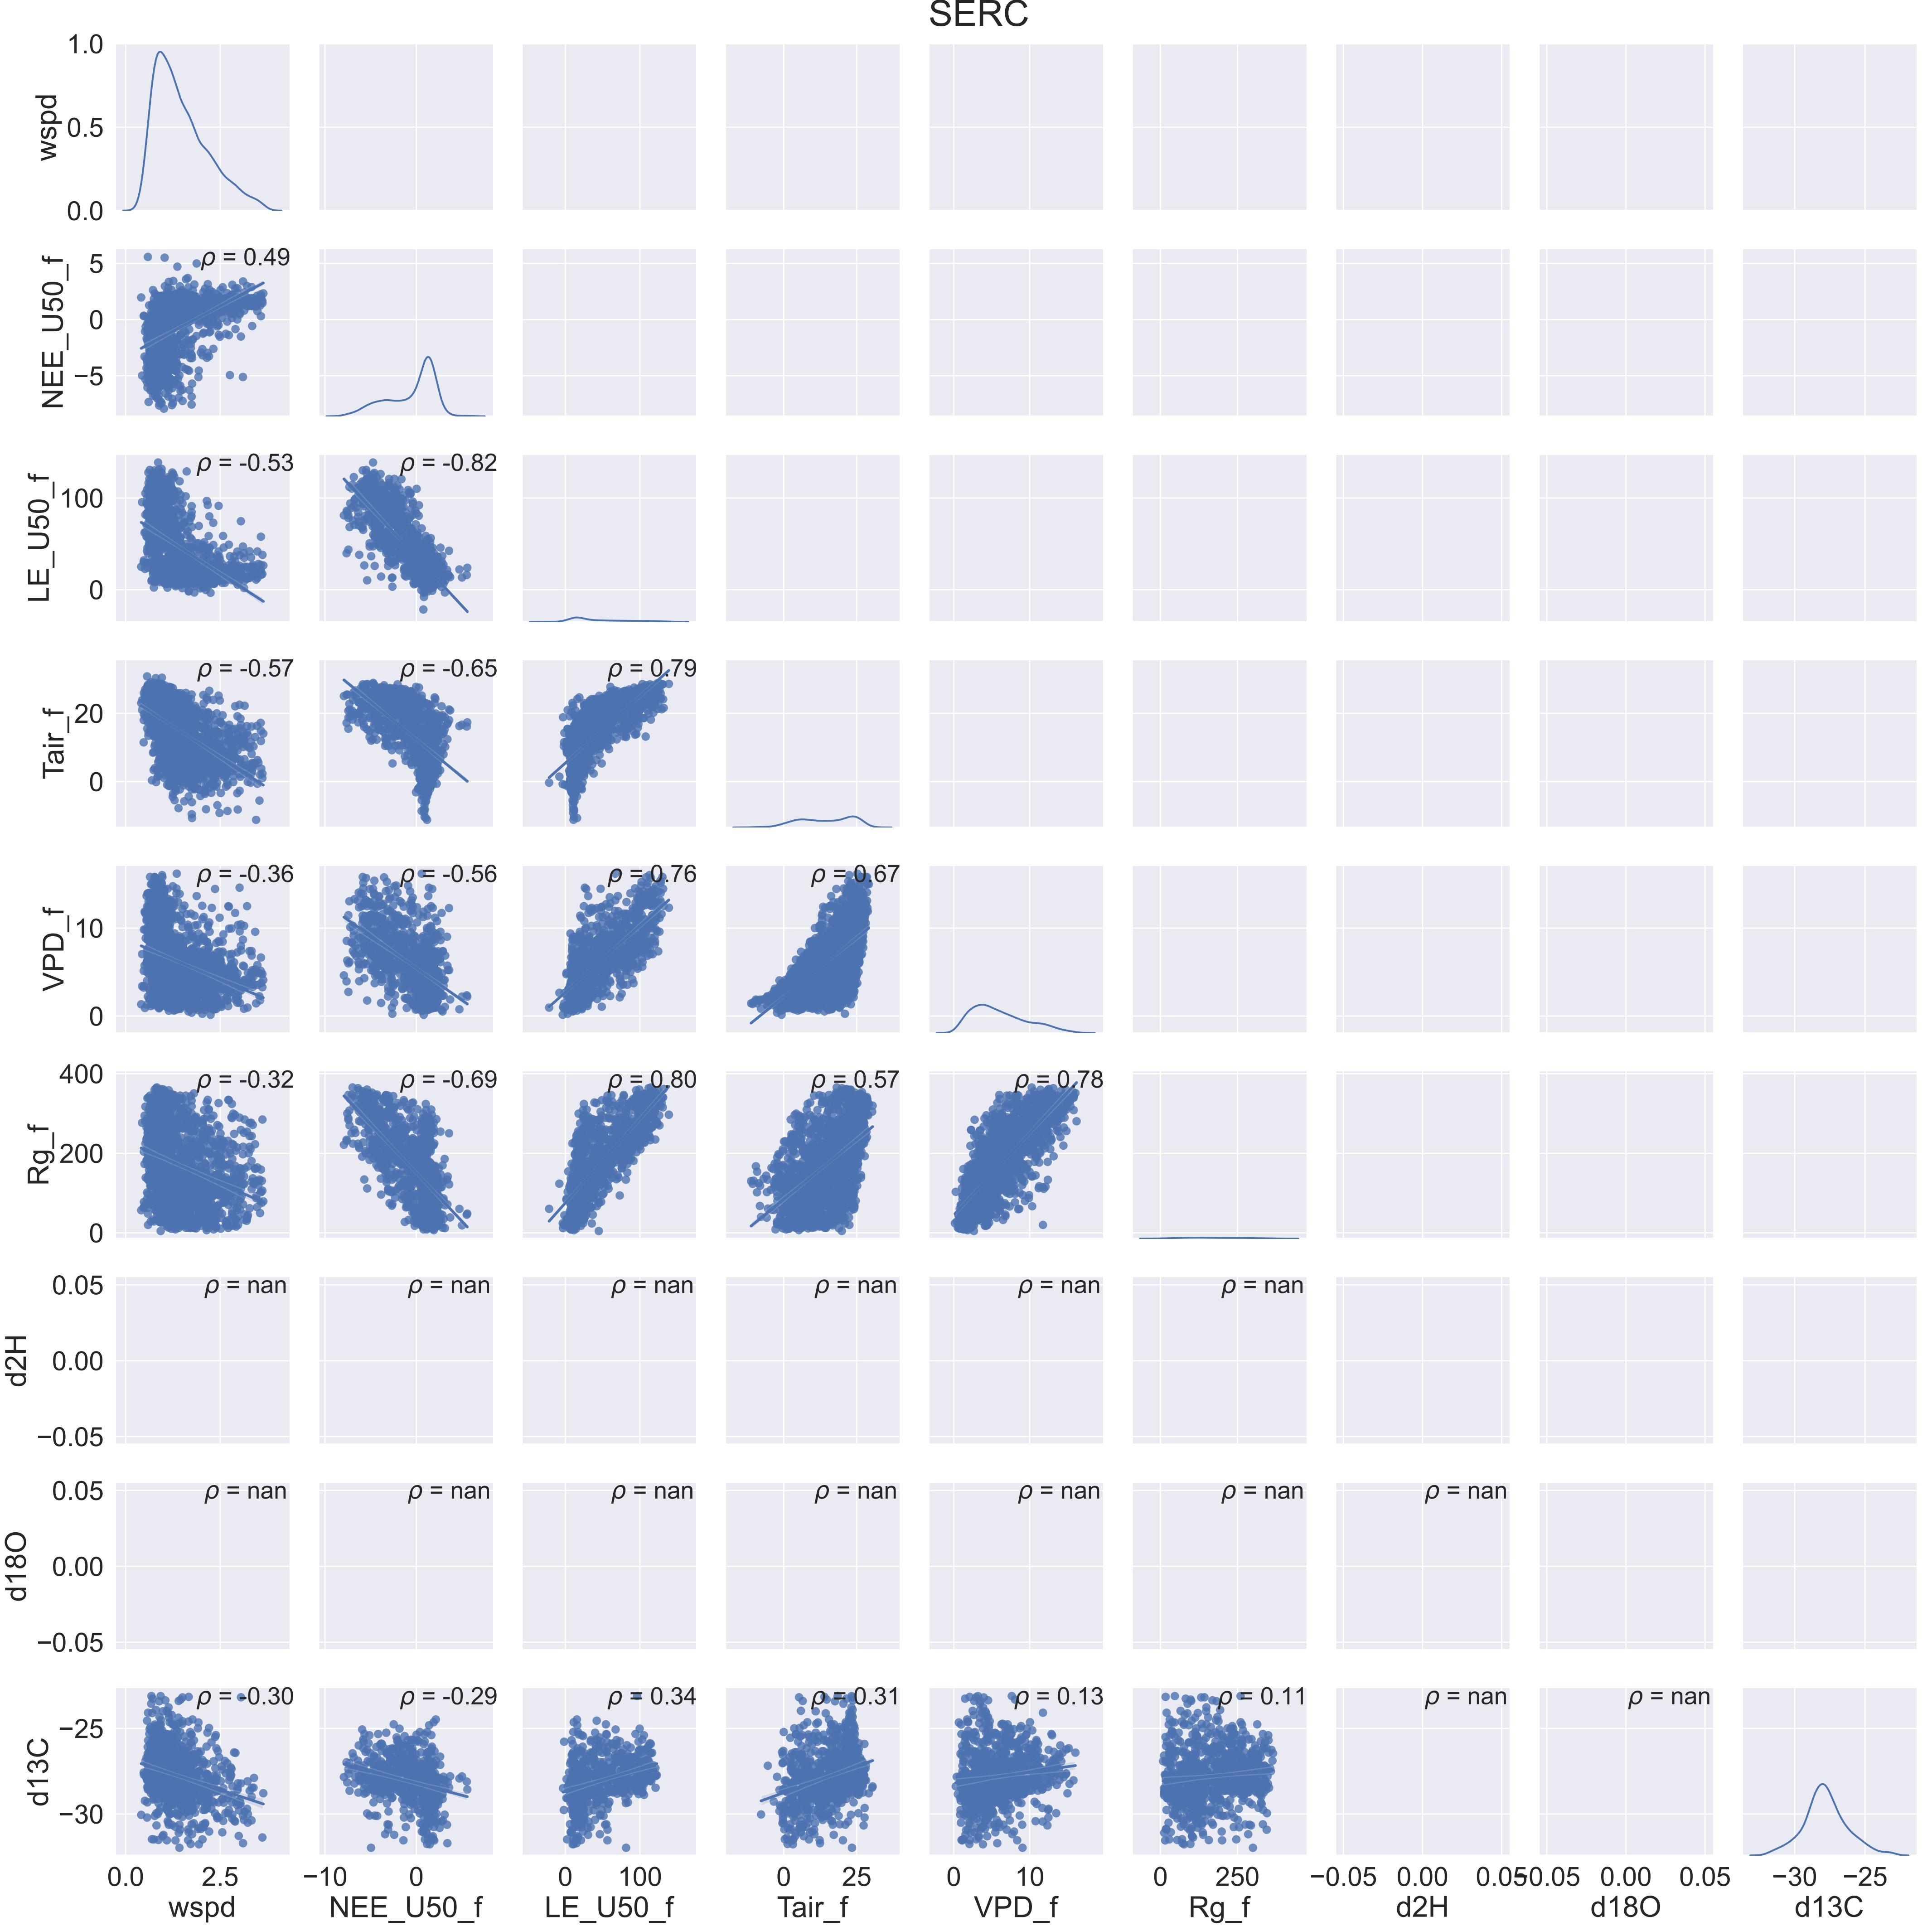 SERC
1.0
0.5
0.0
wspd
ρ = 0.49
5
0
−5
NEE_U50_f
ρ = -0.53
ρ = -0.82
100
0
LE_U50_f
ρ = -0.57
ρ = -0.65
ρ = 0.79
20
0
Tair_f
ρ = -0.36
ρ = -0.56
ρ = 0.76
ρ = 0.67
10
0
VPD_f
ρ = -0.32
ρ = -0.69
ρ = 0.80
ρ = 0.57
ρ = 0.78
400
200
0
Rg_f
ρ = nan
ρ = nan
ρ = nan
ρ = nan
ρ = nan
ρ = nan
0.05
0.00
−0.05
d2H
ρ = nan
ρ = nan
ρ = nan
ρ = nan
ρ = nan
ρ = nan
ρ = nan
0.05
0.00
−0.05
d18O
ρ = -0.30
ρ = -0.29
ρ = 0.34
ρ = 0.31
ρ = 0.13
ρ = 0.11
ρ = nan
ρ = nan
−25
−30
d13C
0.0 2.5
−10 0
0 100
0 25
0 10
0 250
−0.05 0.00 0.05
−0.05 0.00 0.05
−30 −25
wspd
NEE_U50_f
LE_U50_f
Tair_f
VPD_f
Rg_f
d2H
d18O
d13C